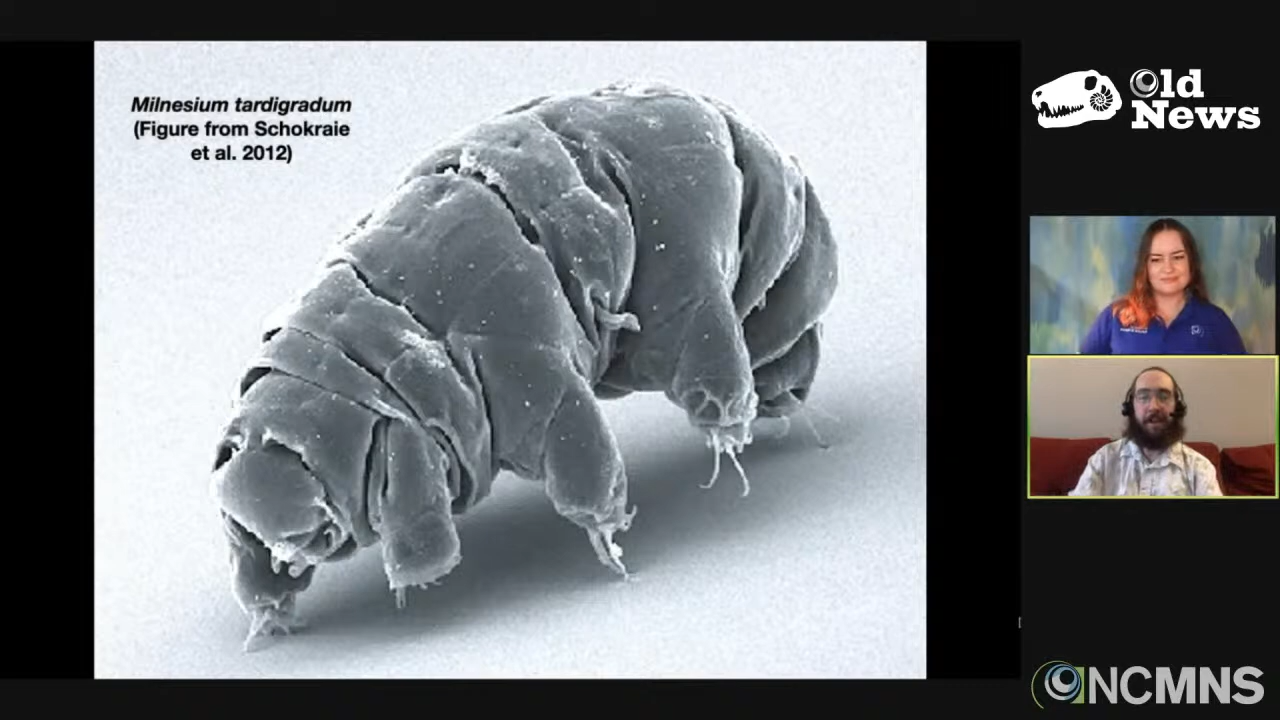 Milnesium tardigradum
(Figure from Schokraie
et al. 2012)
Old
News
NCMNS